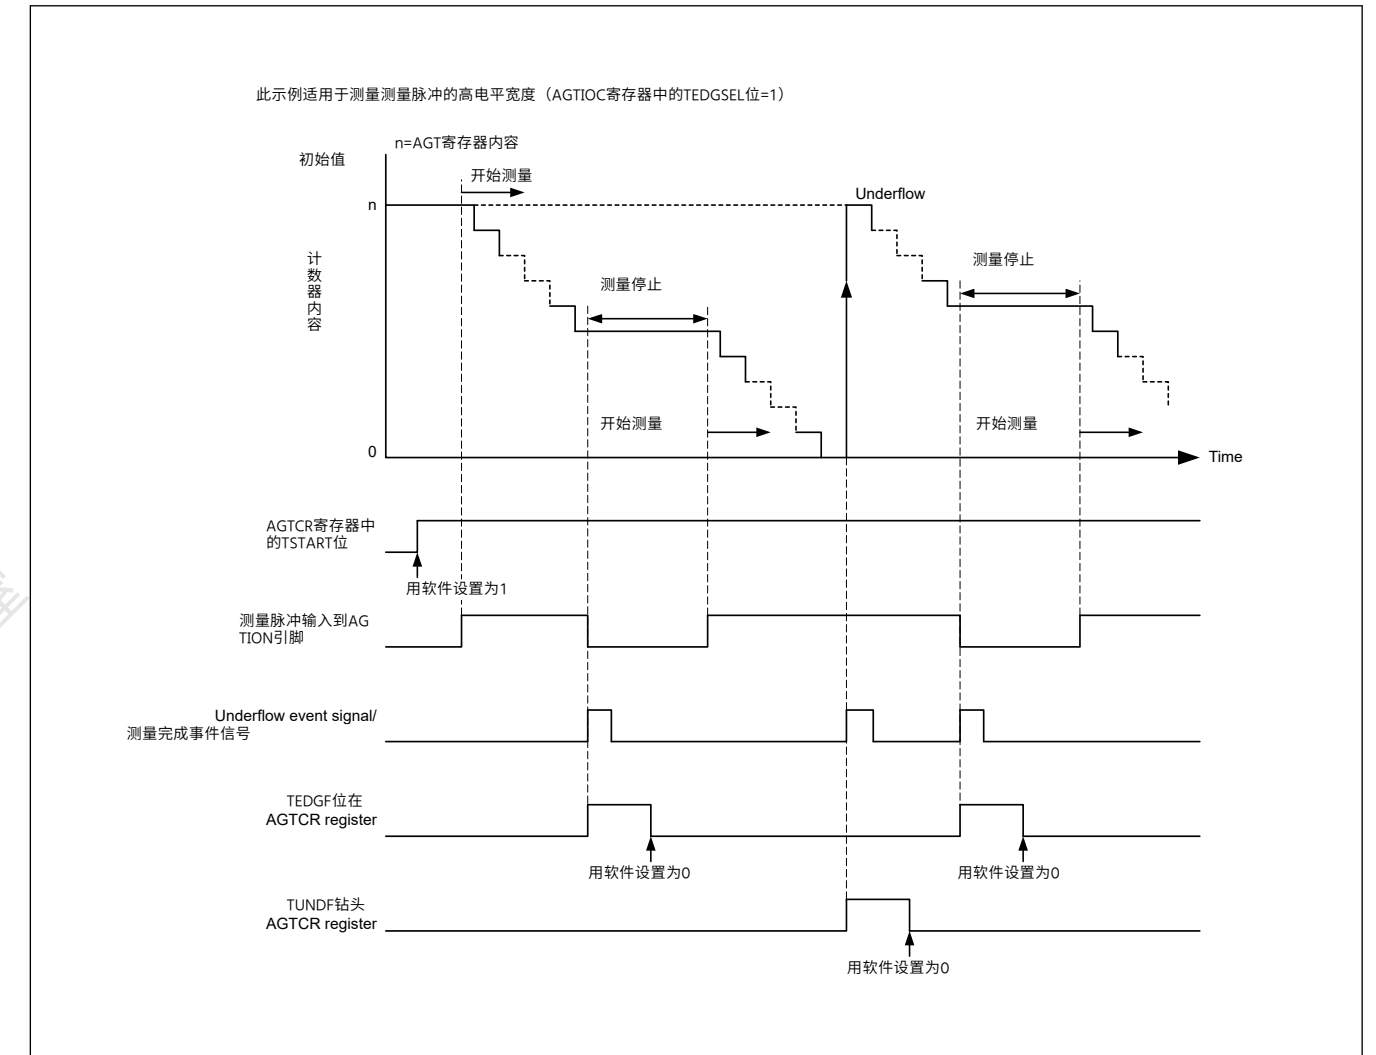 此示例适用于测量测量脉冲的高电平宽度（AGTIOC寄存器中的TEDGSEL位=1）
n=AGT寄存器内容
初始值
开始测量
n
Underflow
计数器内容
测量停止
测量停止
开始测量
开始测量
0
Time
AGTCR寄存器中
的TSTART位
用软件设置为1
测量脉冲输入到AG
TION引脚
Underflow event signal/
测量完成事件信号
TEDGF位在
AGTCR register
用软件设置为0
用软件设置为0
TUNDF钻头
AGTCR register
用软件设置为0